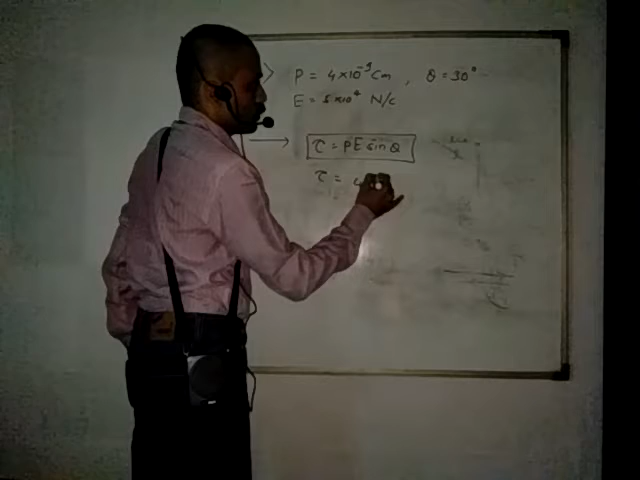 P = 4×10⁻⁹ Cm , θ = 30°
E = 5×10⁴ N/C
→ τ = PE sin θ
τ =